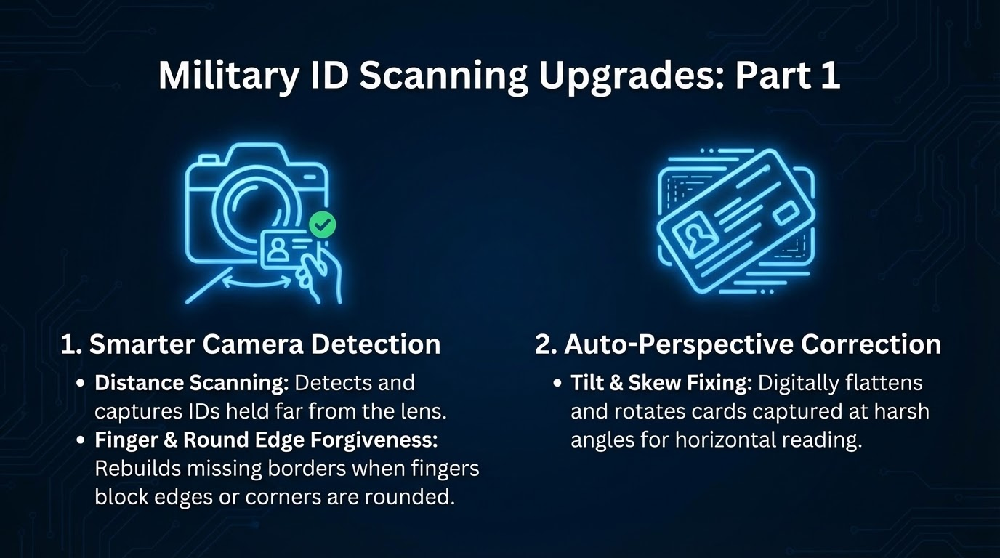 Military ID Scanning Upgrades: Part 1
1. Smarter Camera Detection
• Distance Scanning: Detects and
captures IDs held far from the lens.
• Finger & Round Edge Forgiveness:
Rebuilds missing borders when fingers
block edges or corners are rounded.
2. Auto-Perspective Correction
• Tilt & Skew Fixing: Digitally flattens
and rotates cards captured at harsh
angles for horizontal reading.